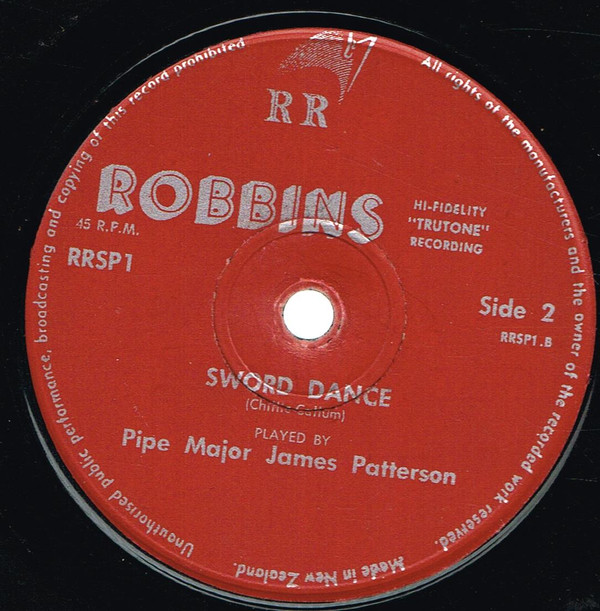 RR
ROBBINS
45 R.P.M.
HI-FIDELITY
"TRUTONE"
RECORDING
RRSP1
Side 2
RRSP1.B
SWORD DANCE
PLAYED BY
Pipe Major James Patterson
All rights of the manufacturers and the owner of the recorded work reserved.
Made in New Zealand.
Unauthorised public performance, broadcasting and copying of this record prohibited